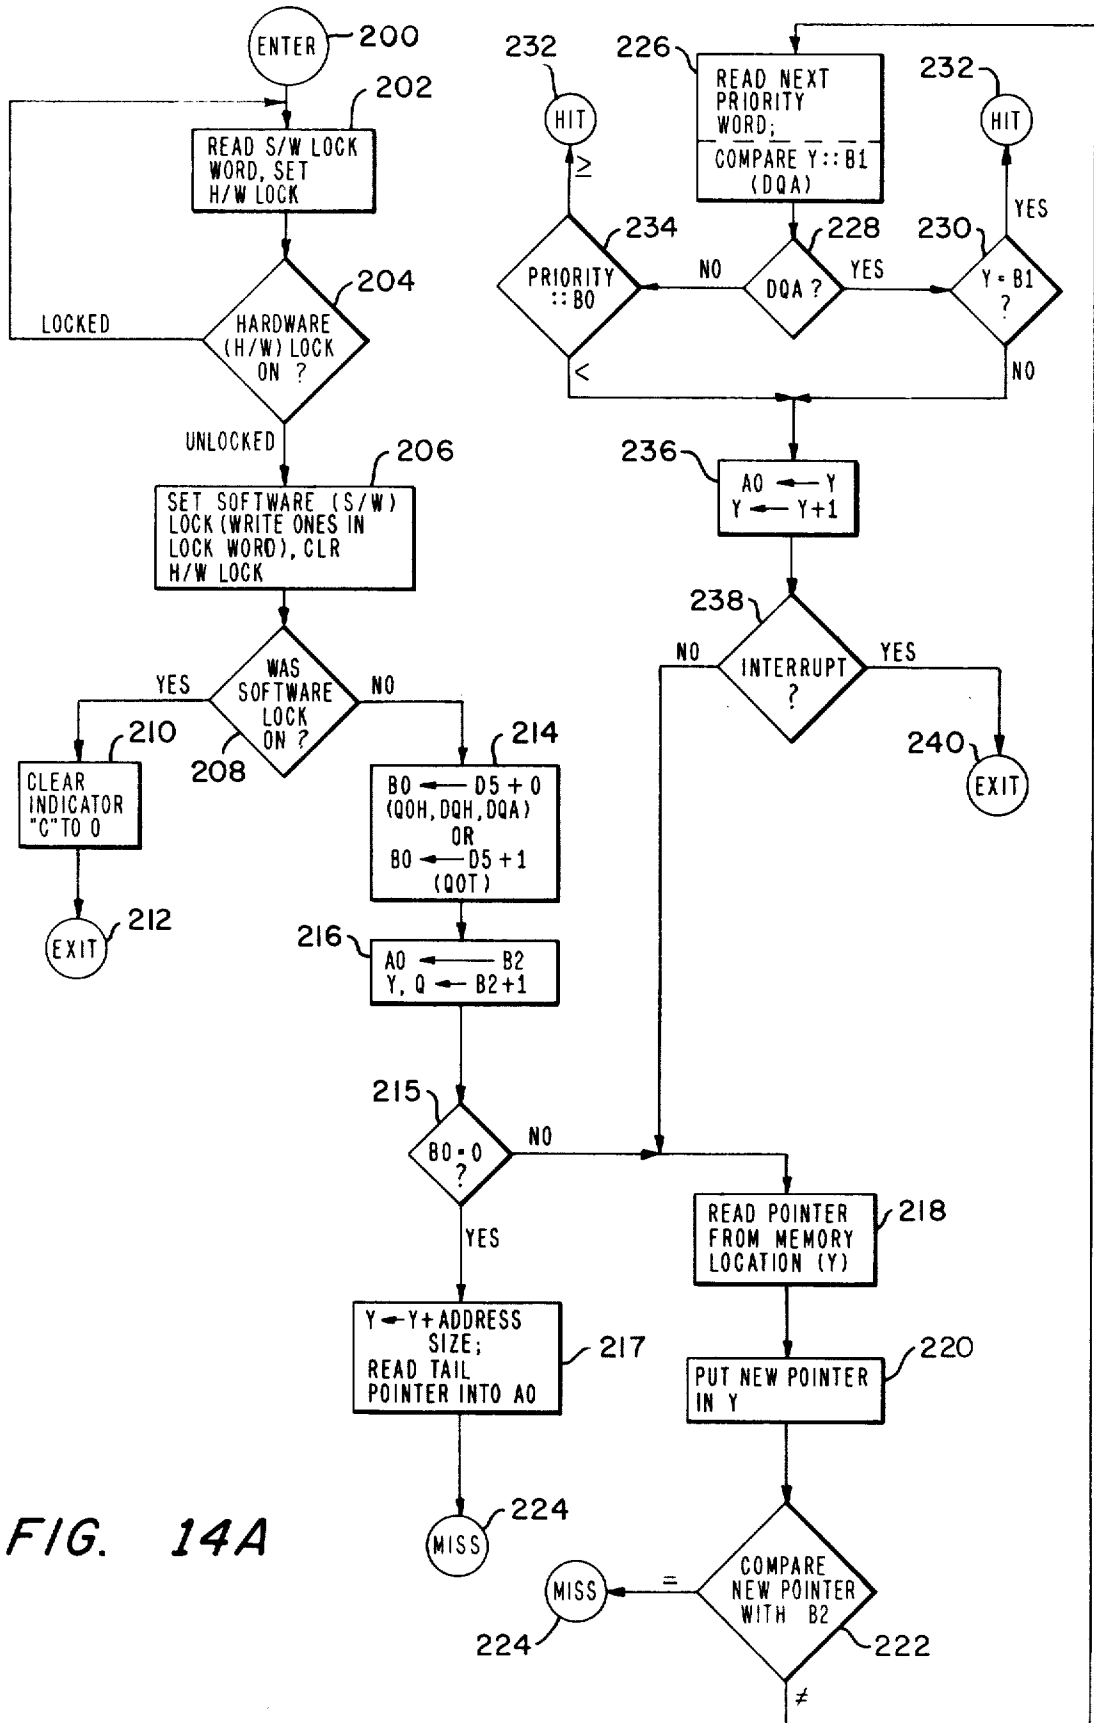 ENTER
200
202
READ S/W LOCK
WORD, SET
H/W LOCK
204
LOCKED
HARDWARE
(H/W) LOCK
ON ?
UNLOCKED
206
SET SOFTWARE (S/W)
LOCK (WRITE ONES IN
LOCK WORD), CLR
H/W LOCK
YES
WAS
SOFTWARE
LOCK
ON ?
NO
208
210
CLEAR
INDICATOR
"C" TO 0
212
EXIT
214
B0 ← D5 + 0
(QOH, DQH, DQA)
OR
B0 ← D5 + 1
(QOT)
216
A0 ← B2
Y, Q ← B2+1
215
B0 = 0
?
NO
YES
Y ← Y + ADDRESS
SIZE;
READ TAIL
POINTER INTO A0
217
224
MISS
232
HIT
≥
234
PRIORITY
:: B0
<
226
READ NEXT
PRIORITY
WORD;
COMPARE Y :: B1
(DQA)
228
NO
DQA ?
YES
232
HIT
YES
230
Y = B1
?
NO
236
A0 ← Y
Y ← Y+1
238
NO
INTERRUPT
?
YES
240
EXIT
READ POINTER
FROM MEMORY
LOCATION (Y)
218
220
PUT NEW POINTER
IN Y
COMPARE
NEW POINTER
WITH B2
222
=
MISS
224
≠
FIG. 14A